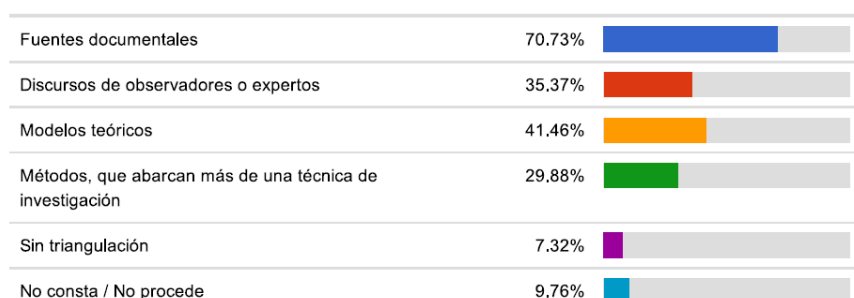 Fuentes documentales 70,73%
Discursos de observadores o expertos 35,37%
Modelos teóricos 41,46%
Métodos, que abarcan más de una técnica de 29,88%
investigación
Sin triangulación 7,32%
No consta / No procede 9,76%